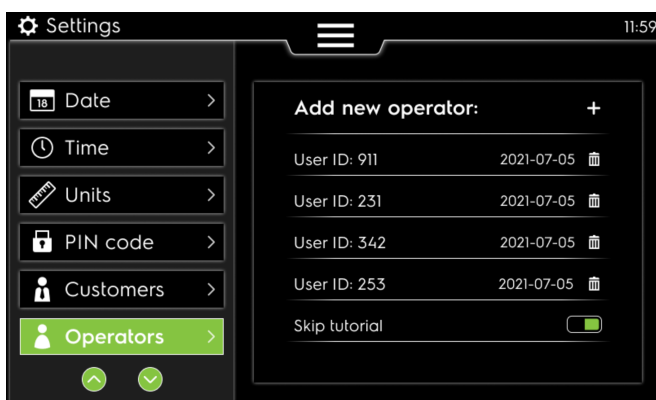 Settings
11:59
18 Date
Time
Units
PIN code
Customers
Operators
Add new operator:
User ID: 911 2021-07-05
User ID: 231 2021-07-05
User ID: 342 2021-07-05
User ID: 253 2021-07-05
Skip tutorial